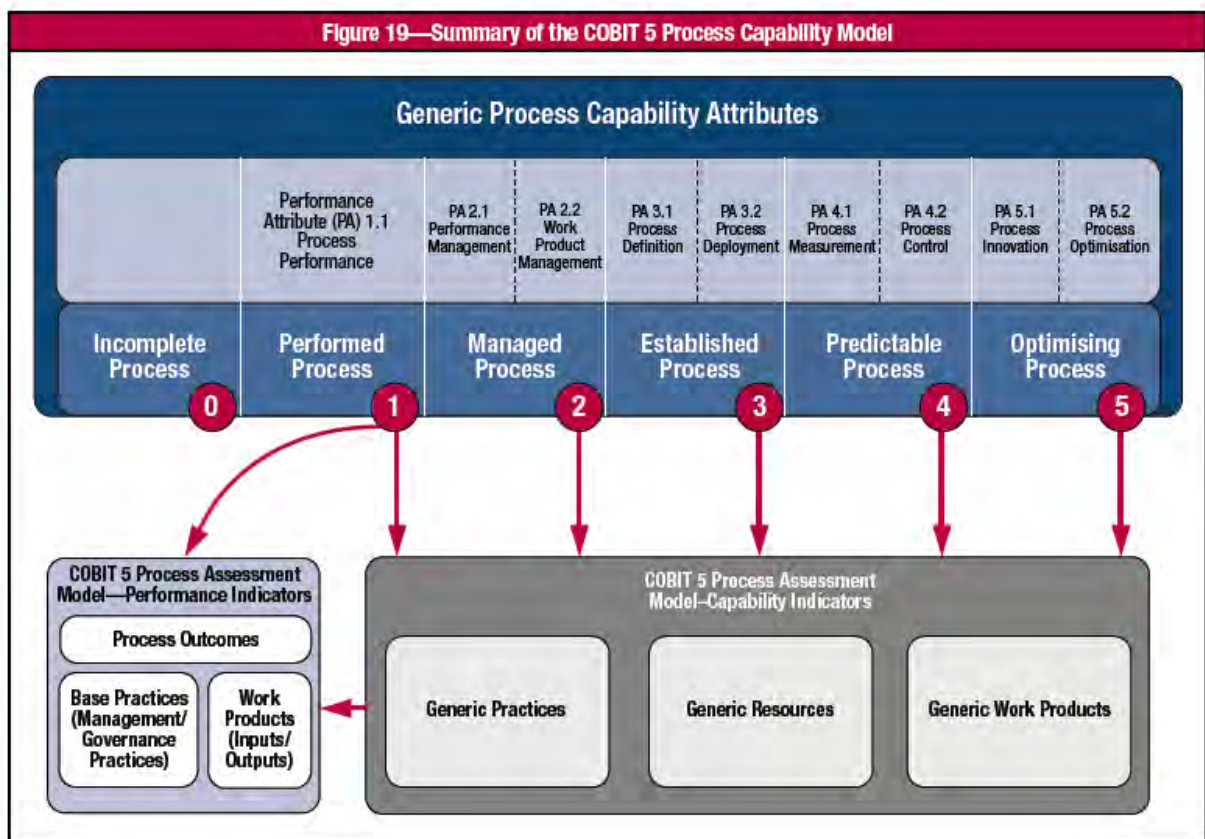 Figure 19—Summary of the COBIT 5 Process Capability Model
Generic Process Capability Attributes
Performance
Attribute (PA) 1.1
Process
Performance
PA 2.1
Performance
Management
PA 2.2
Work
Product
Management
PA 3.1
Process
Definition
PA 3.2
Process
Deployment
PA 4.1
Process
Measurement
PA 4.2
Process
Control
PA 5.1
Process
Innovation
PA 5.2
Process
Optimisation
Incomplete
Process
0
Performed
Process
1
Managed
Process
2
Established
Process
3
Predictable
Process
4
Optimising
Process
5
COBIT 5 Process Assessment
Model—Performance Indicators
Process Outcomes
Base Practices
(Management/
Governance
Practices)
Work
Products
(Inputs/
Outputs)
COBIT 5 Process Assessment
Model–Capability Indicators
Generic Practices
Generic Resources
Generic Work Products